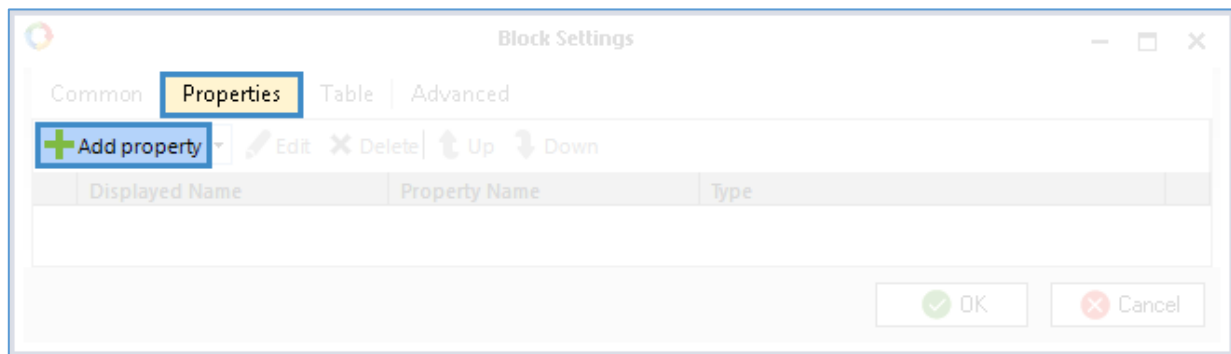 Block Settings
Common Properties Table Advanced
Add property Edit Delete Up Down
Displayed Name Property Name Type
OK Cancel